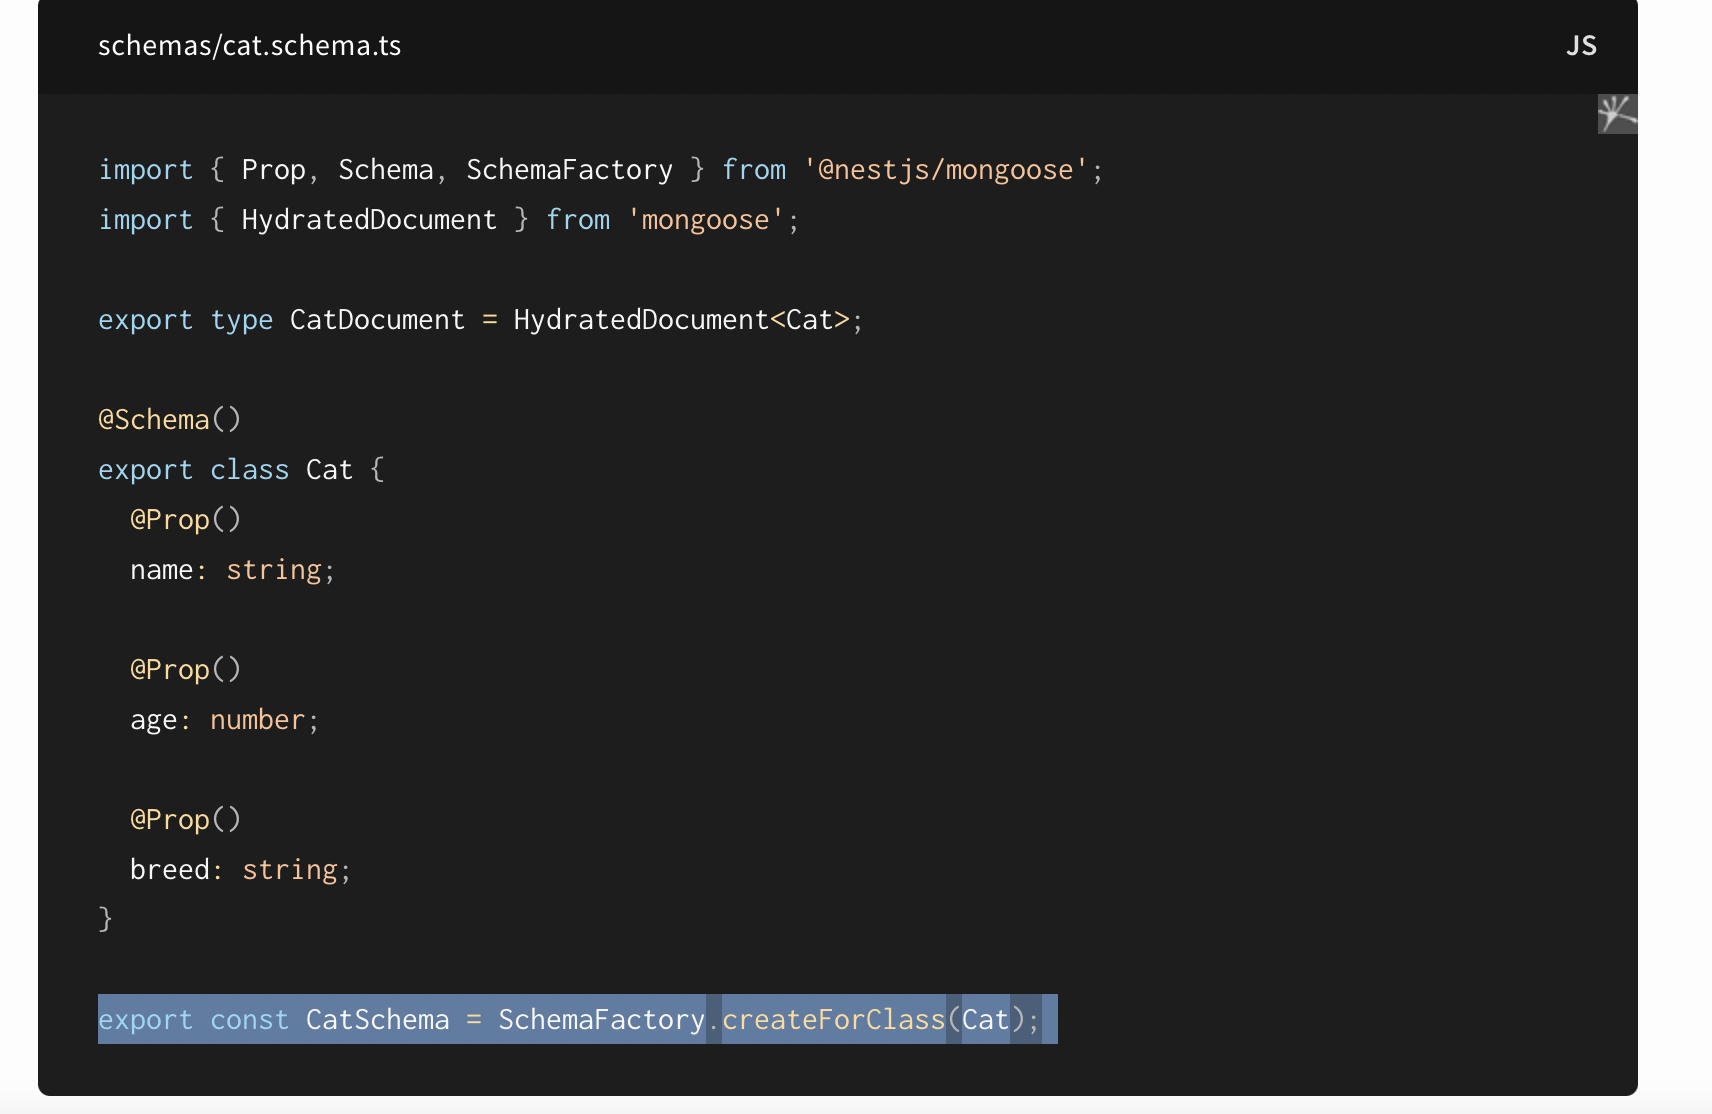 schemas/cat.schema.ts
JS
import { Prop, Schema, SchemaFactory } from '@nestjs/mongoose';
import { HydratedDocument } from 'mongoose';
export type CatDocument = HydratedDocument<Cat>;
@Schema()
export class Cat {
  @Prop()
  name: string;
  @Prop()
  age: number;
  @Prop()
  breed: string;
}
export const CatSchema = SchemaFactory.createForClass(Cat);